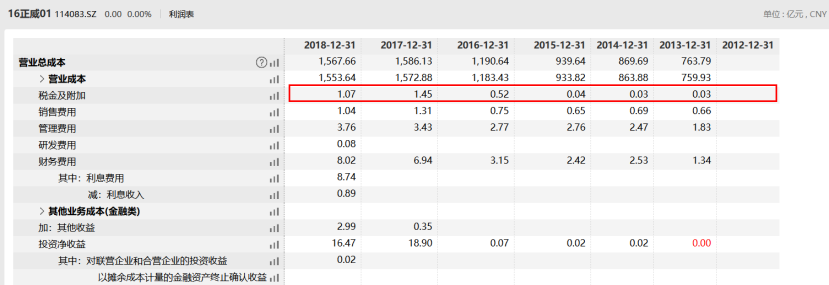 16正威01 114083.SZ 0.00 0.00% 利润表 单位 : 亿元 , CNY
2018-12-31 2017-12-31 2016-12-31 2015-12-31 2014-12-31 2013-12-31 2012-12-31
营业总成本 ? 1,567.66 1,586.13 1,190.64 939.64 869.69 763.79
> 营业成本 1,553.64 1,572.88 1,183.43 933.82 863.88 759.93
税金及附加 1.07 1.45 0.52 0.04 0.03 0.03
销售费用 1.04 1.31 0.75 0.65 0.69 0.66
管理费用 3.76 3.43 2.77 2.76 2.47 1.83
研发费用 0.08
财务费用 8.02 6.94 3.15 2.42 2.53 1.34
其中: 利息费用 8.74
减: 利息收入 0.89
> 其他业务成本(金融类)
加: 其他收益 2.99 0.35
投资净收益 16.47 18.90 0.07 0.02 0.02 0.00
其中: 对联营企业和合营企业的投资收益 0.02
以摊余成本计量的金融资产终止确认收益